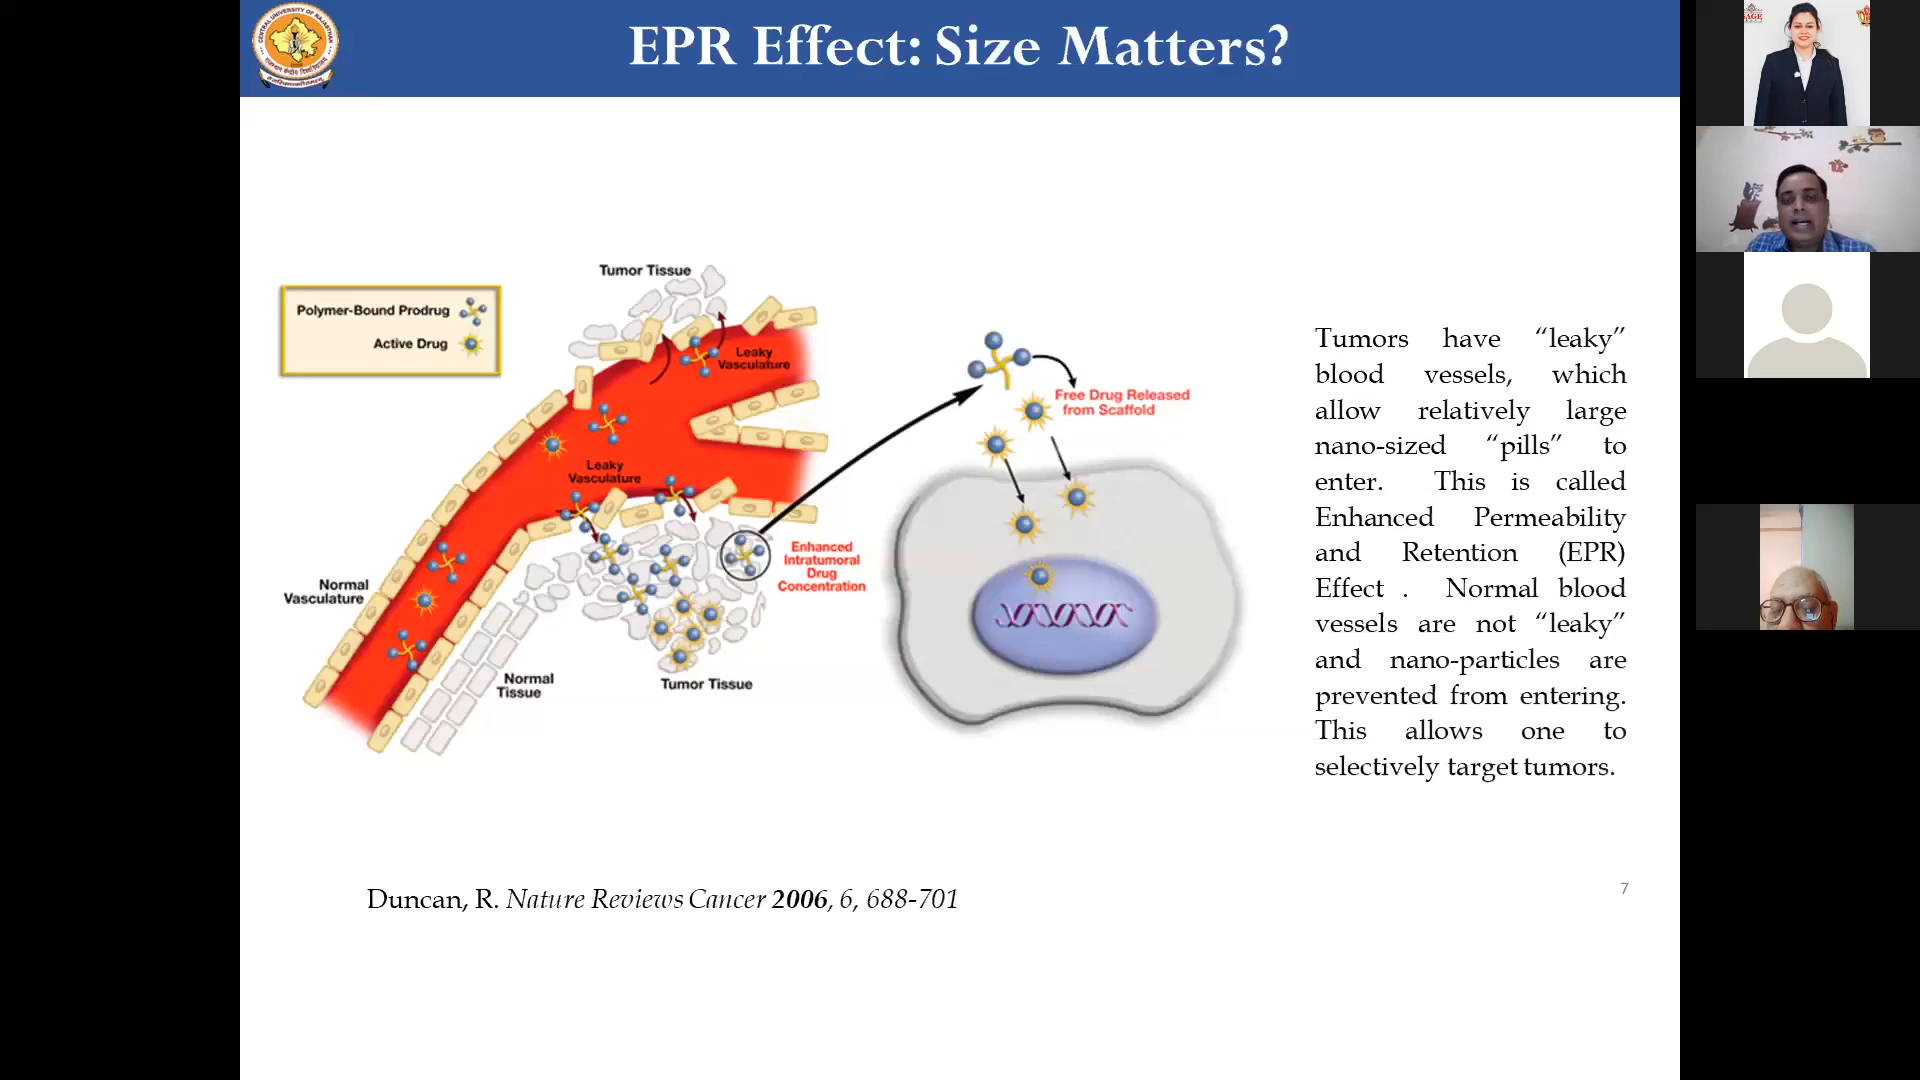 EPR Effect: Size Matters?
CENTRAL UNIVERSITY OF RAJASTHAN
Polymer-Bound Prodrug
Active Drug
Tumor Tissue
Leaky
Vasculature
Leaky
Vasculature
Normal
Vasculature
Normal
Tissue
Tumor Tissue
Enhanced
Intratumoral
Drug
Concentration
Free Drug Released
from Scaffold
Tumors have “leaky”
blood vessels, which
allow relatively large
nano-sized “pills” to
enter. This is called
Enhanced Permeability
and Retention (EPR)
Effect . Normal blood
vessels are not “leaky”
and nano-particles are
prevented from entering.
This allows one to
selectively target tumors.
Duncan, R. Nature Reviews Cancer 2006, 6, 688-701
7